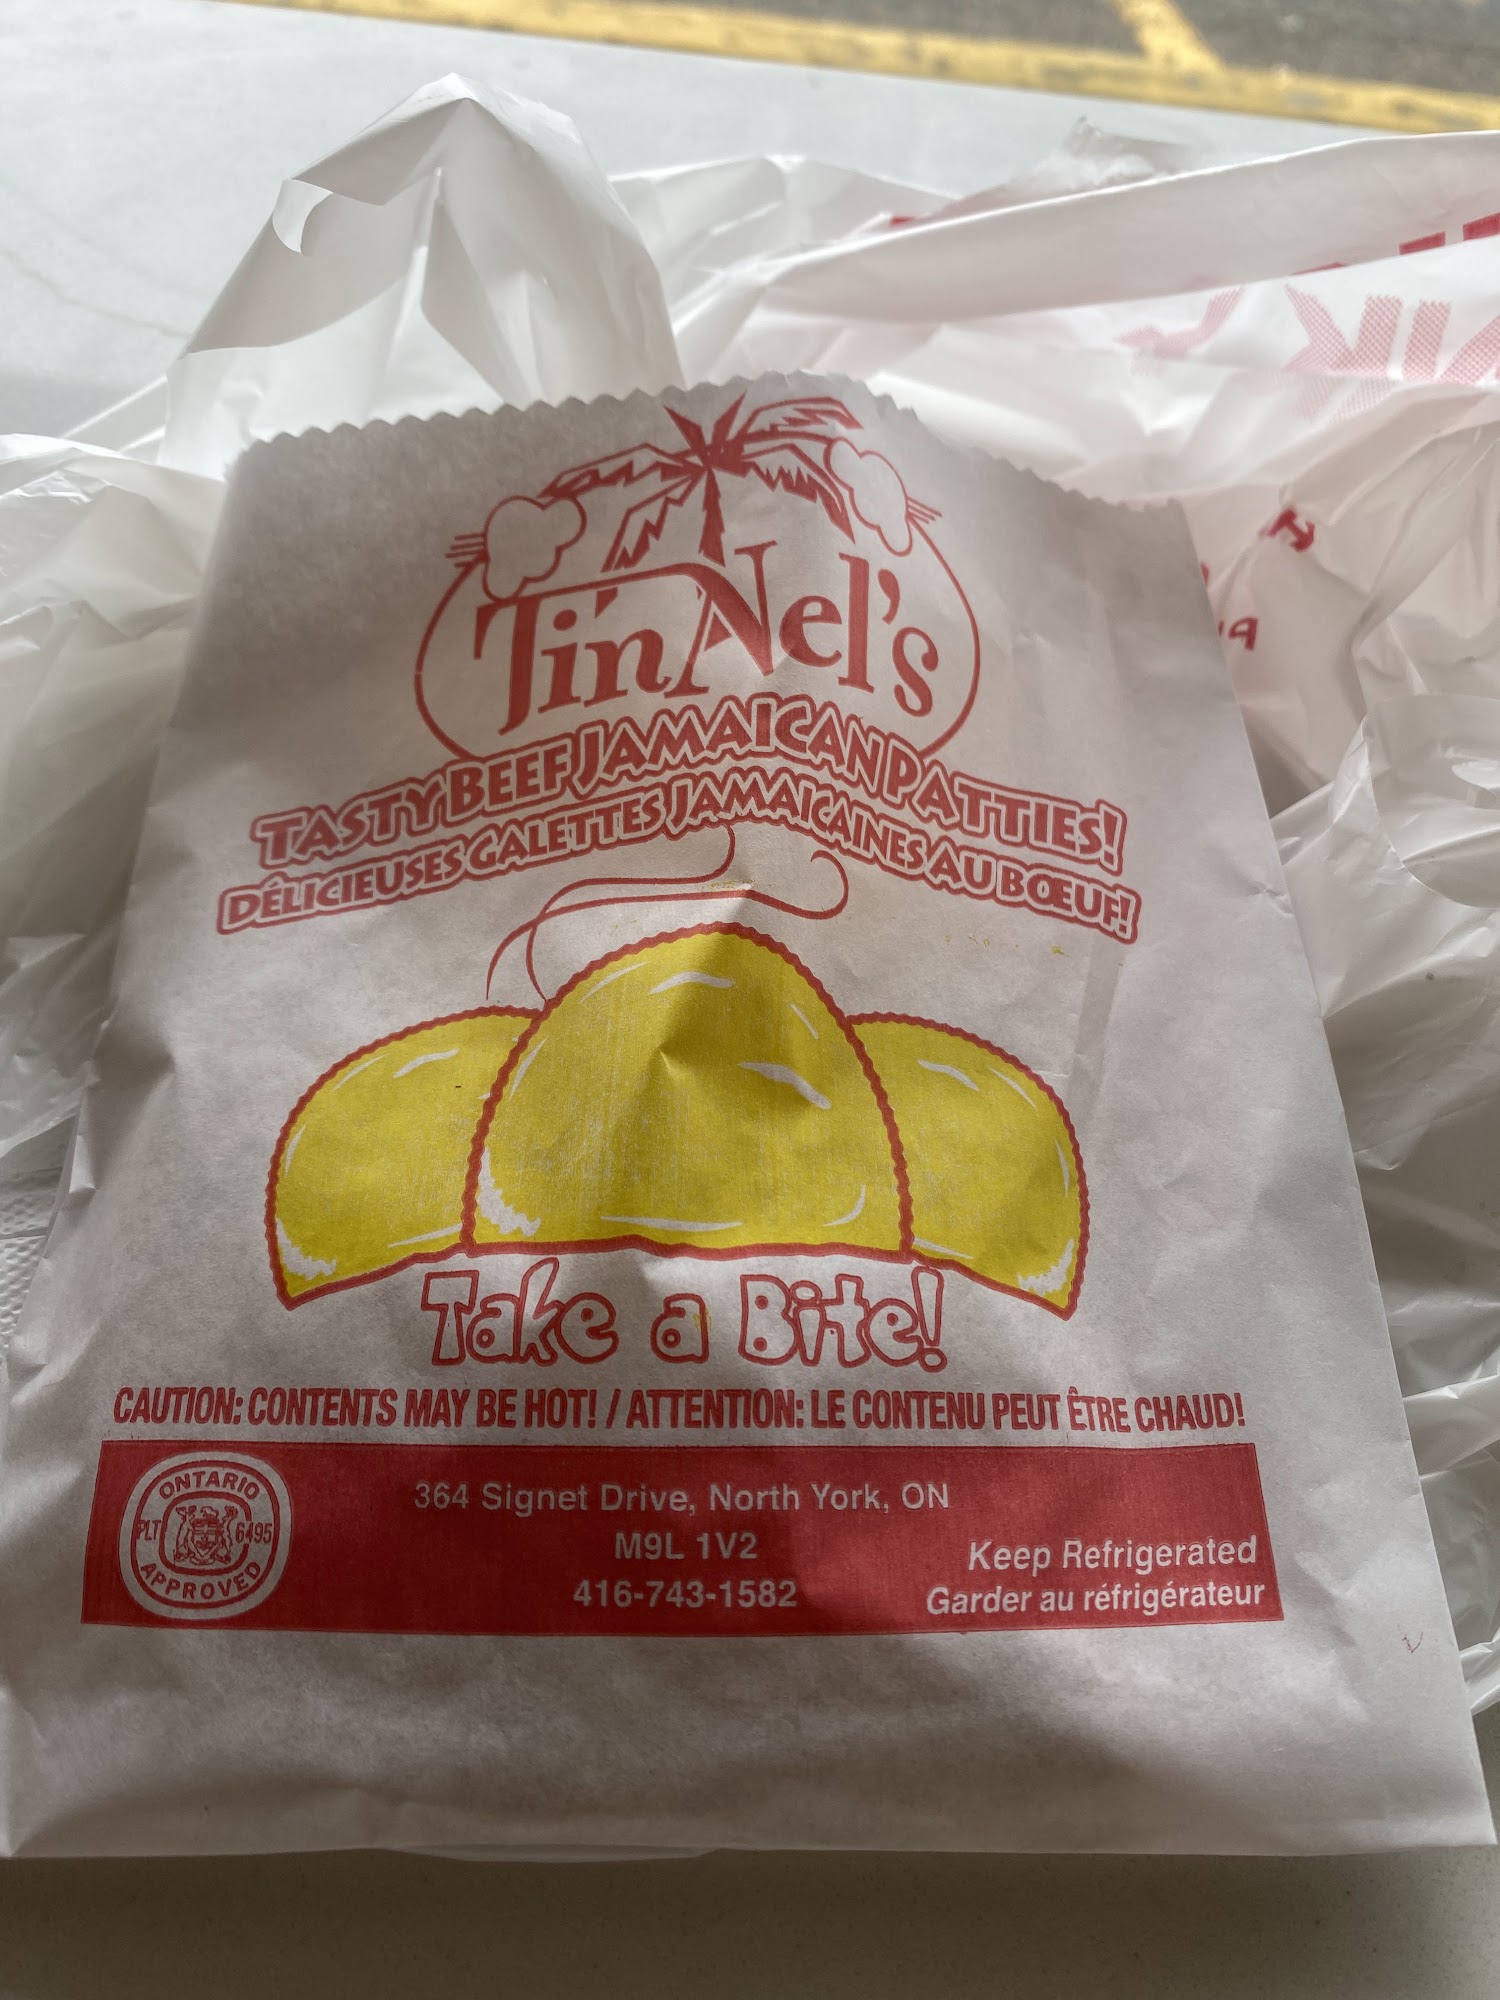 TinNel's
TASTY BEEF JAMAICAN PATTIES!
DÉLICIEUSES GALETTES JAMAICAINES AU BŒUF!
Take a Bite!
CAUTION: CONTENTS MAY BE HOT! / ATTENTION: LE CONTENU PEUT ÊTRE CHAUD!
ONTARIO
PLT 6495
APPROVED
364 Signet Drive, North York, ON
M9L 1V2
416-743-1582
Keep Refrigerated
Garder au réfrigérateur